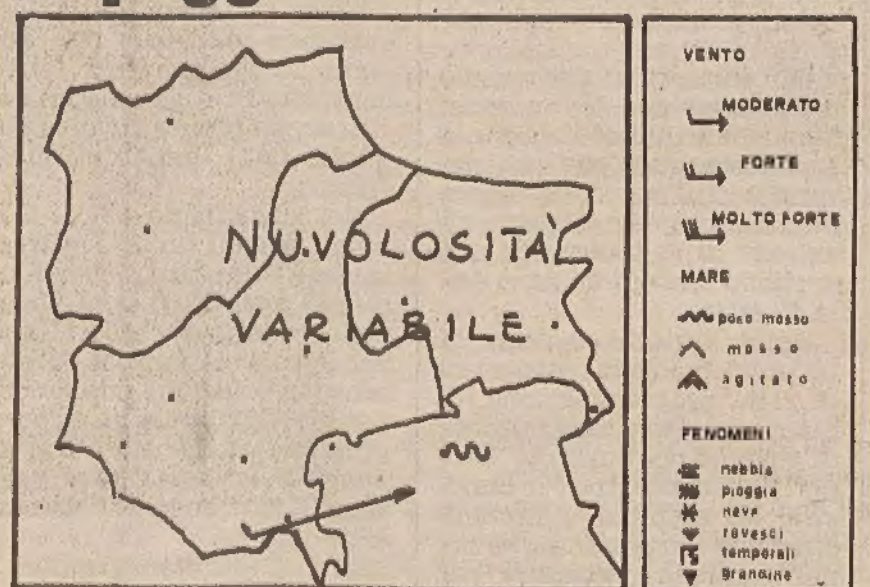 NUVOLOSITÀ
VARIABILE
VENTO
MODERATO
FORTE
MOLTO FORTE
MARE
poco mosso
mosso
agitato
FENOMENI
nebbia
pioggia
neve
rovesci
temporali
grandine